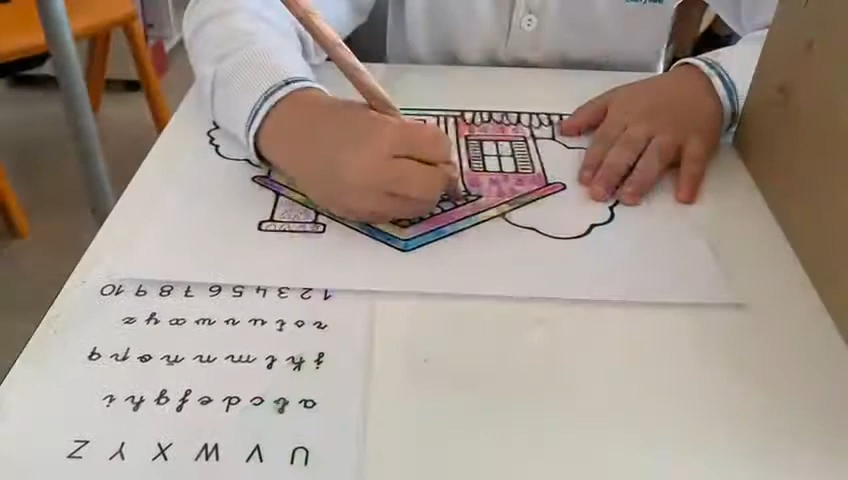 U V W X Y Z
a b c d e f g h i
j k l m n ñ o p q
r s t u v w x y z
1 2 3 4 5 6 7 8 9 10